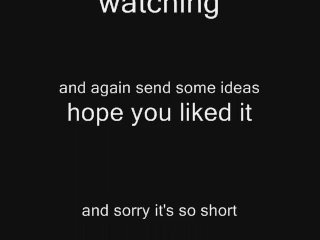 watching
and again send some ideas
hope you liked it
and sorry it's so short